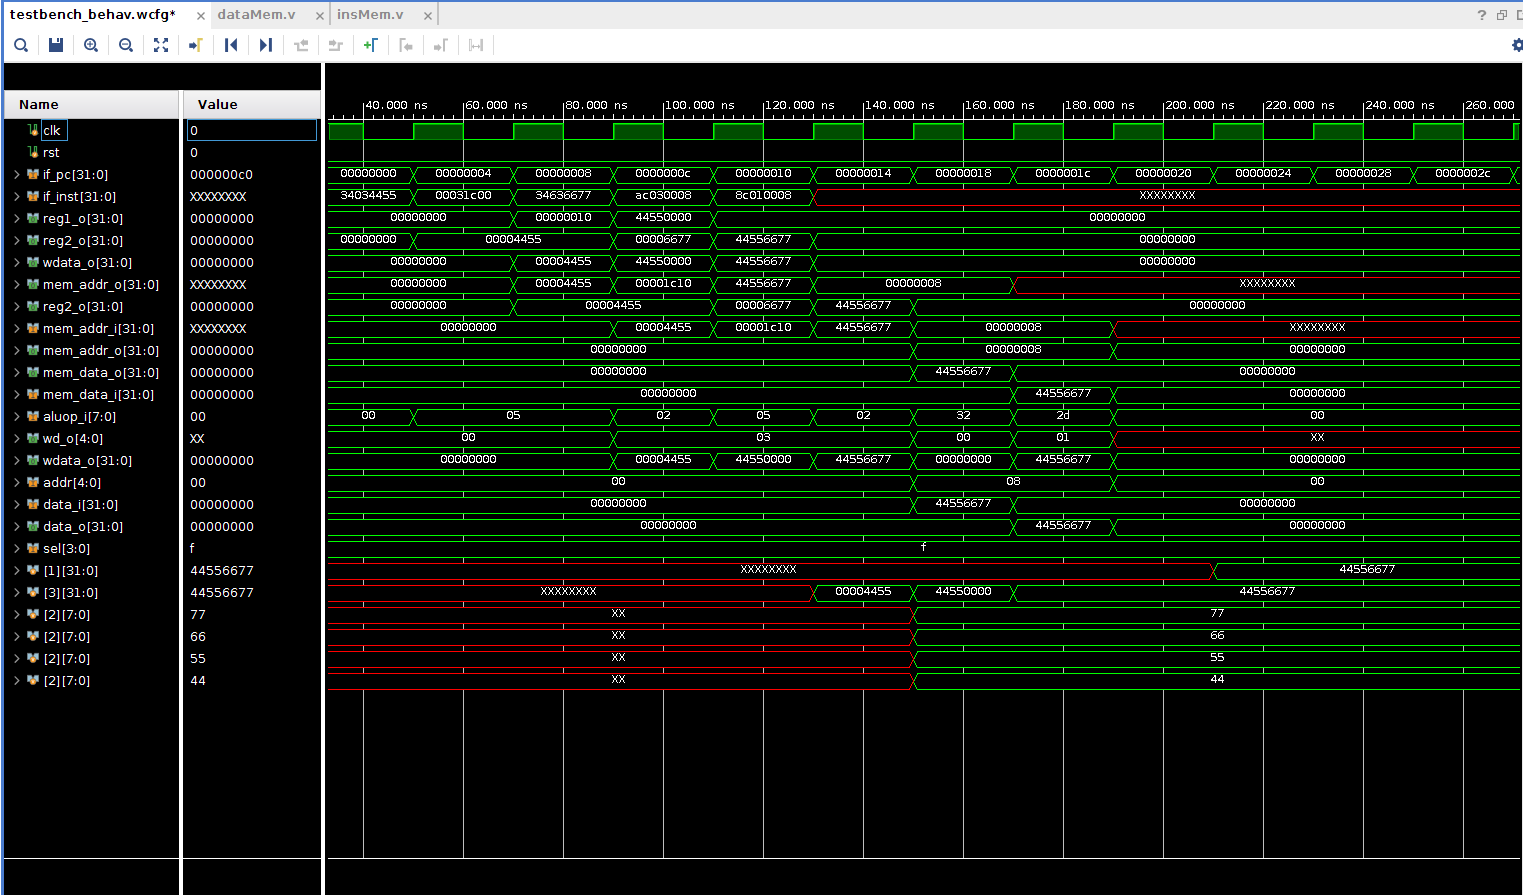 testbench_behav.wcfg* × dataMem.v × insMem.v × ?
Name Value 40.000 ns 60.000 ns 80.000 ns 100.000 ns 120.000 ns 140.000 ns 160.000 ns 180.000 ns 200.000 ns 220.000 ns 240.000 ns 260.000
clk 0
rst 0
if_pc[31:0] 000000c0 00000000 00000004 00000008 0000000c 00000010 00000014 00000018 0000001c 00000020 00000024 00000028 0000002c
if_inst[31:0] XXXXXXXX 34034455 00031c00 34636677 ac030008 8c010008 XXXXXXXX
reg1_o[31:0] 00000000 00000000 00000010 44550000 00000000
reg2_o[31:0] 00000000 00000000 00004455 00006677 44556677 00000000
wdata_o[31:0] 00000000 00000000 00004455 44550000 44556677 00000000
mem_addr_o[31:0] XXXXXXXX 00000000 00004455 00001c10 44556677 00000008 XXXXXXXX
reg2_o[31:0] 00000000 00000000 00004455 00006677 44556677 00000000
mem_addr_i[31:0] XXXXXXXX 00000000 00004455 00001c10 44556677 00000008 XXXXXXXX
mem_addr_o[31:0] 00000000 00000000 00000008 00000000
mem_data_o[31:0] 00000000 00000000 44556677 00000000
mem_data_i[31:0] 00000000 00000000 44556677 00000000
aluop_i[7:0] 00 00 05 02 05 02 32 2d 00
wd_o[4:0] XX 00 03 00 01 XX
wdata_o[31:0] 00000000 00000000 00004455 44550000 44556677 00000000 44556677 00000000
addr[4:0] 00 00 08 00
data_i[31:0] 00000000 00000000 44556677 00000000
data_o[31:0] 00000000 00000000 44556677 00000000
sel[3:0] f f
[1][31:0] 44556677 XXXXXXXX 44556677
[3][31:0] 44556677 XXXXXXXX 00004455 44550000 44556677
[2][7:0] 77 XX 77
[2][7:0] 66 XX 66
[2][7:0] 55 XX 55
[2][7:0] 44 XX 44